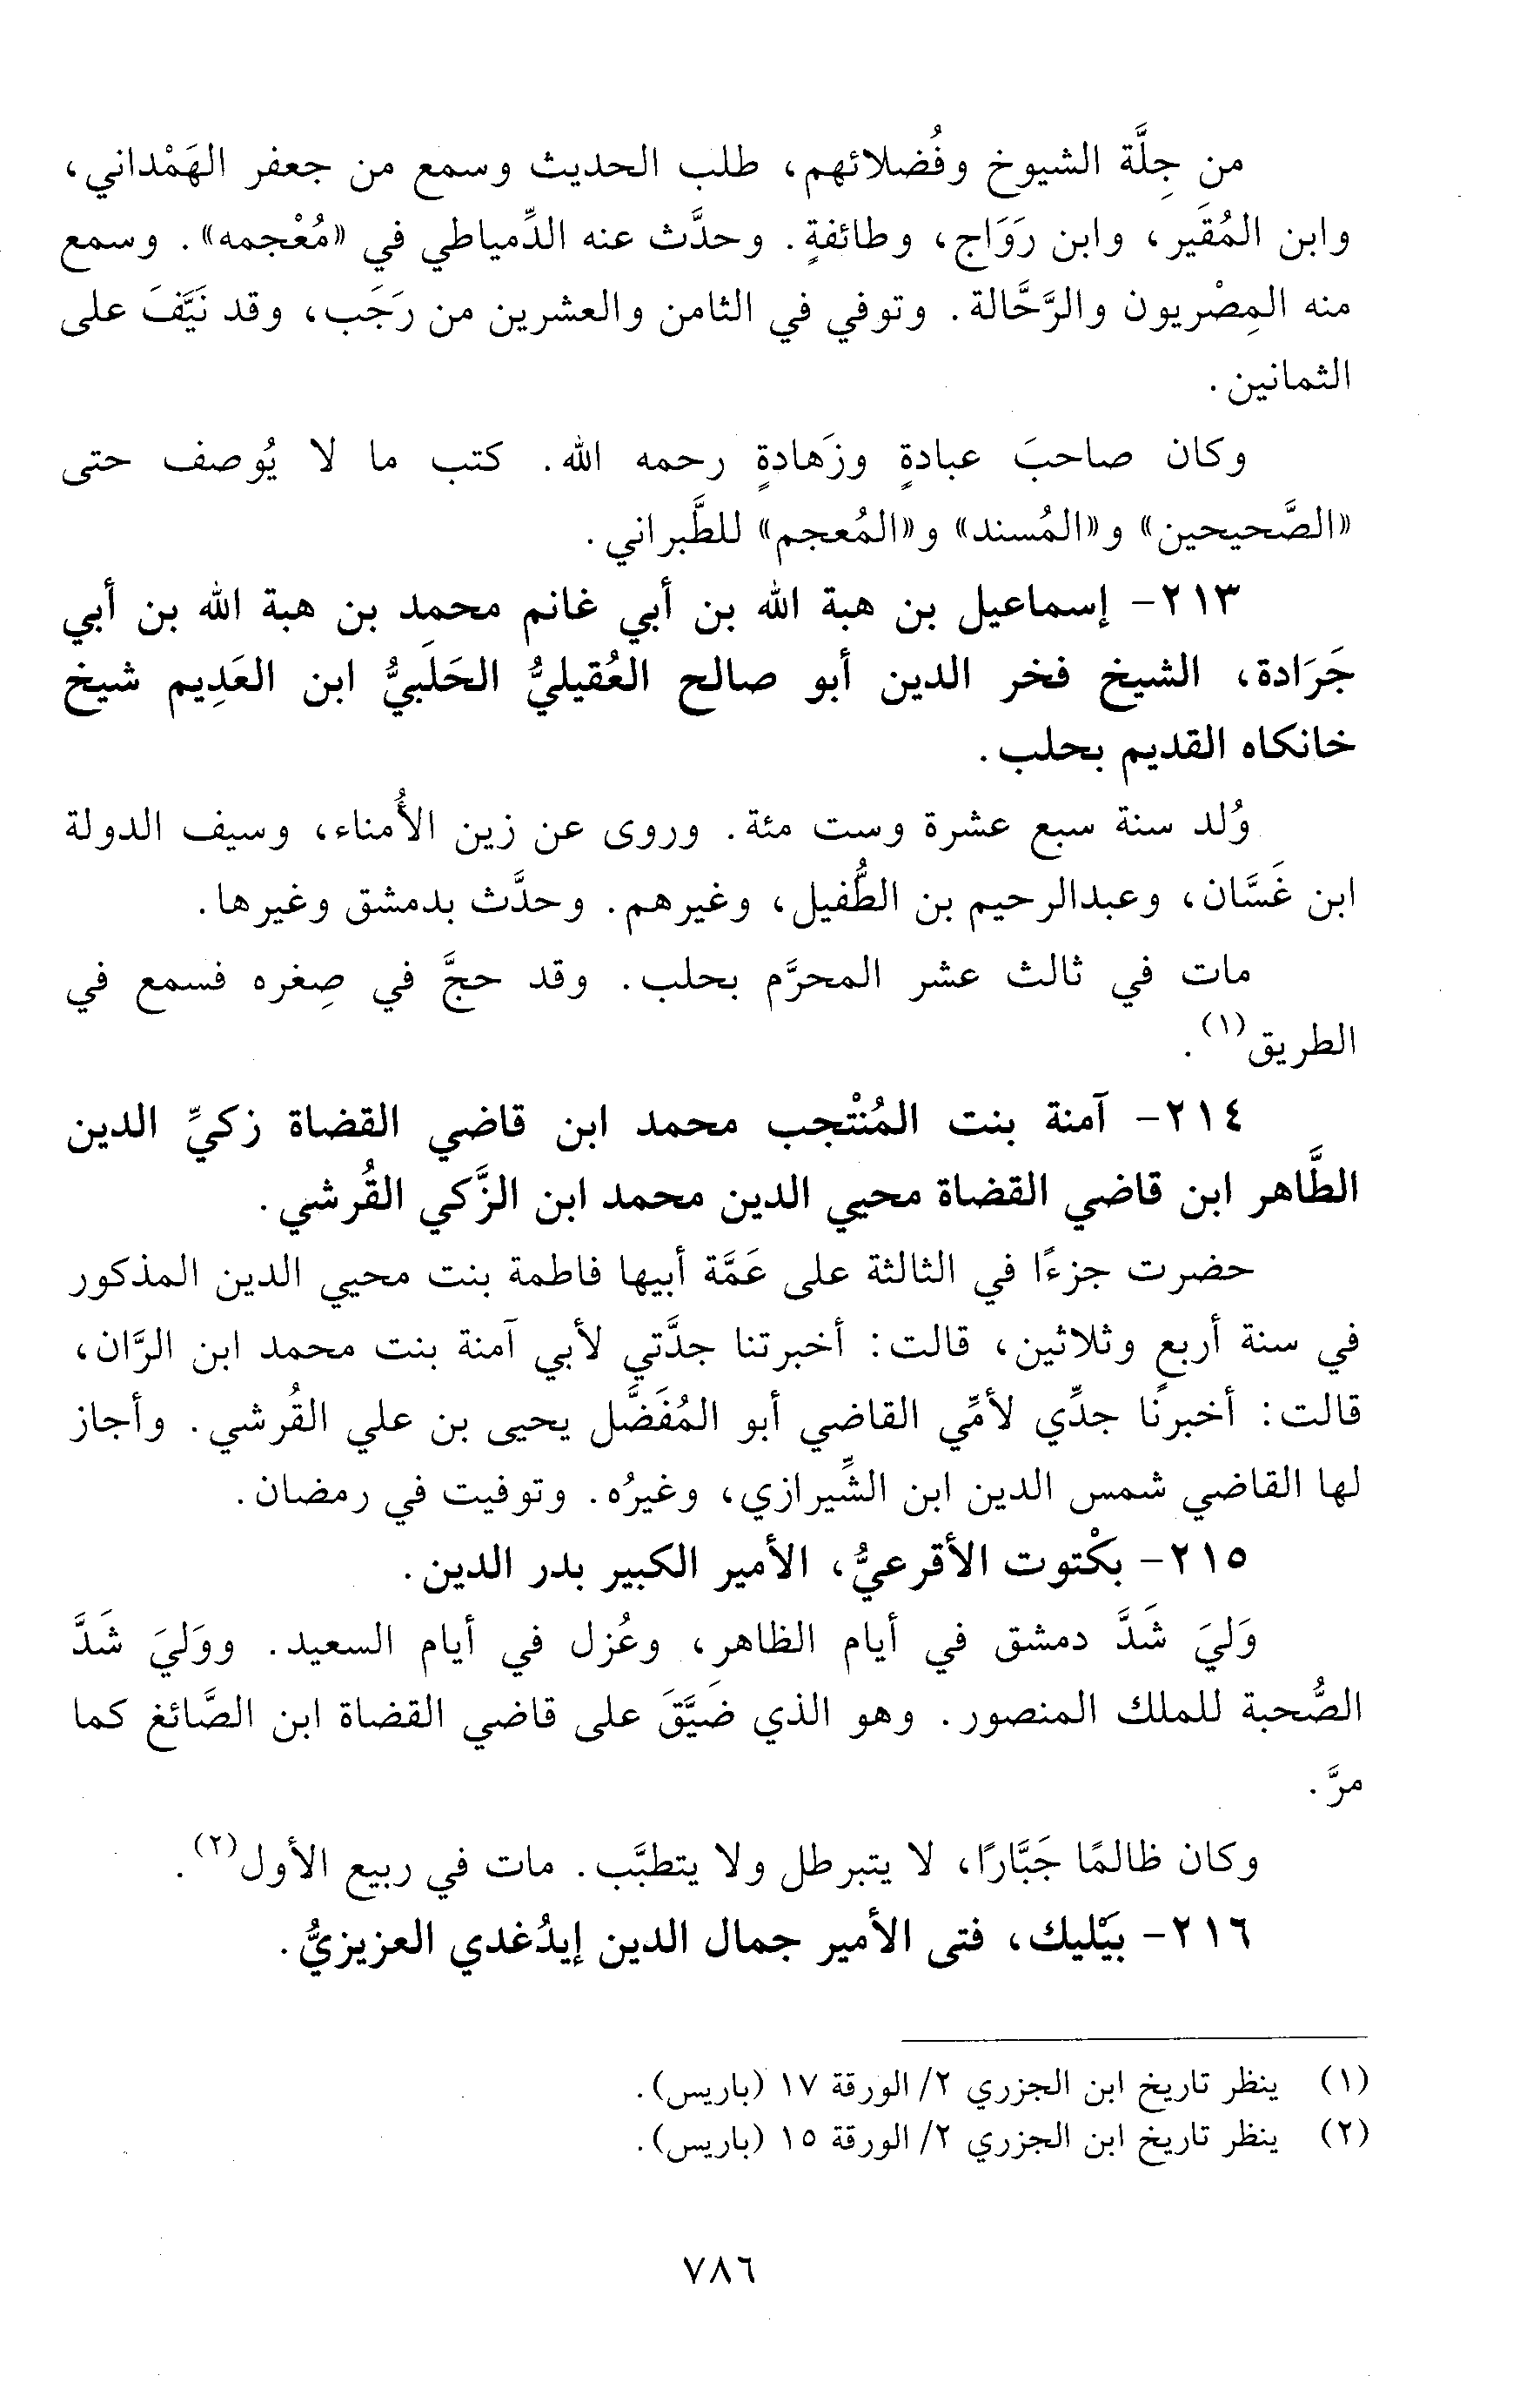 من جِلَّة الشيوخ وفُضلائهم، طلب الحديث وسمع من جعفر الهَمْداني،
وابن المُقَير، وابن رَوَاج، وطائفةٍ. وحدَّث عنه الدِّمياطي في «مُعْجمه». وسمع
منه المِصْريون والرَّحَّالة. وتوفي في الثامن والعشرين من رَجَب، وقد نَيَّفَ على
الثمانين.
وكان صاحبَ عبادةٍ وزَهادةٍ رحمه الله. كتب ما لا يُوصف حتى
«الصَّحيحين» و«المُسند» و«المُعجم» للطَّبراني.
٢١٣- إسماعيل بن هبة الله بن أبي غانم محمد بن هبة الله بن أبي
جَرَادة، الشيخ فخر الدين أبو صالح العُقيليُّ الحَلَبيُّ ابن العَدِيم شيخ
خانكاه القديم بحلب.
وُلد سنة سبع عشرة وست مئة. وروى عن زين الأُمناء، وسيف الدولة
ابن غَسَّان، وعبدالرحيم بن الطُّفيل، وغيرهم. وحدَّث بدمشق وغيرها.
مات في ثالث عشر المحرَّم بحلب. وقد حجَّ في صِغره فسمع في
الطريق(١).
٢١٤- آمنة بنت المُنْتجب محمد ابن قاضي القضاة زكيِّ الدين
الطَّاهر ابن قاضي القضاة محيي الدين محمد ابن الزَّكي القُرشي.
حضرت جزءًا في الثالثة على عَمَّة أبيها فاطمة بنت محيي الدين المذكور
في سنة أربع وثلاثين، قالت: أخبرتنا جدَّتي لأبي آمنة بنت محمد ابن الرَّان،
قالت: أخبرنا جدِّي لأمِّي القاضي أبو المُفَضَّل يحيى بن علي القُرشي. وأجاز
لها القاضي شمس الدين ابن الشِّيرازي، وغيرُه. وتوفيت في رمضان.
٢١٥- بكْتوت الأقرعيُّ، الأمير الكبير بدر الدين.
وَليَ شَدَّ دمشق في أيام الظاهر، وعُزل في أيام السعيد. ووَليَ شَدَّ
الصُّحبة للملك المنصور. وهو الذي ضَيَّقَ على قاضي القضاة ابن الصَّائغ كما
مرَّ.
وكان ظالمًا جَبَّارًا، لا يتبرطل ولا يتطبَّب. مات في ربيع الأول(٢).
٢١٦- بَيْليك، فتى الأمير جمال الدين إيدُغدي العزيزيُّ.
(١) ينظر تاريخ ابن الجزري ٢/ الورقة ١٧ (باريس).
(٢) ينظر تاريخ ابن الجزري ٢/ الورقة ١٥ (باريس).
٧٨٦